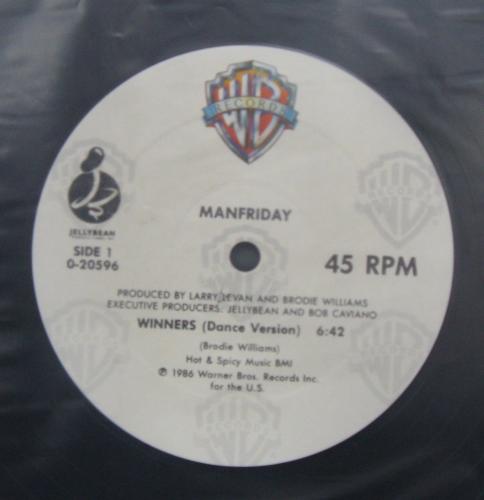 WB
RECORDS
JELLYBEAN
MANFRIDAY
SIDE 1
0-20596
45 RPM
PRODUCED BY LARRY LEVAN AND BRODIE WILLIAMS
EXECUTIVE PRODUCERS: JELLYBEAN AND BOB CAVIANO
WINNERS (Dance Version) 6:42
(Brodie Williams)
Hot & Spicy Music BMI
℗ 1986 Warner Bros. Records Inc.
for the U.S.